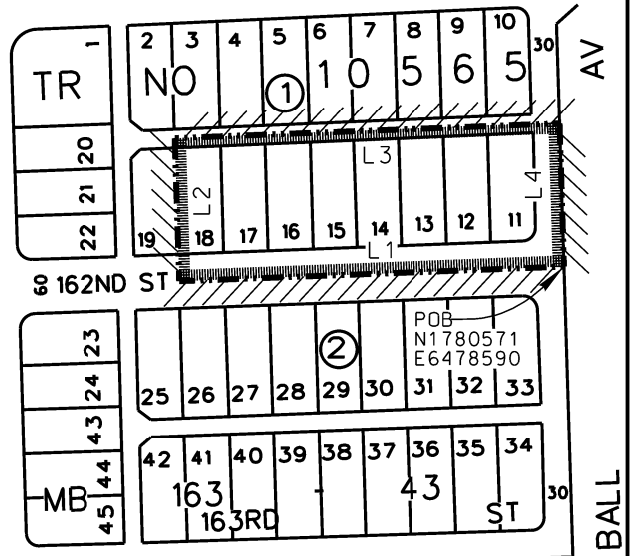 1 2 3 4 5 6 7 8 9 10 30 AV
TR NO 10565
1
20
21
22
L3
L2
L4
19 18 17 16 15 14 13 12 11
L1
60 162ND ST
POB
N1780571
E6478590
2
23
24
25 26 27 28 29 30 31 32 33
43
44
45
42 41 40 39 38 37 36 35 34
MB 163 - 43
30
163RD ST
BALL